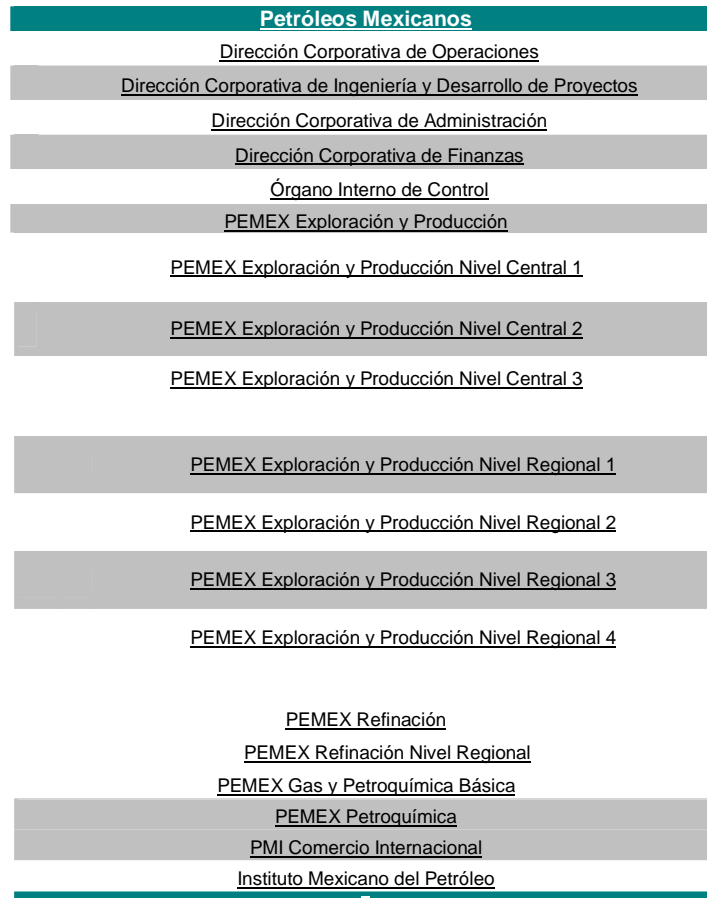 Petróleos Mexicanos
Dirección Corporativa de Operaciones
Dirección Corporativa de Ingeniería y Desarrollo de Proyectos
Dirección Corporativa de Administración
Dirección Corporativa de Finanzas
Órgano Interno de Control
PEMEX Exploración y Producción
PEMEX Exploración y Producción Nivel Central 1
PEMEX Exploración y Producción Nivel Central 2
PEMEX Exploración y Producción Nivel Central 3
PEMEX Exploración y Producción Nivel Regional 1
PEMEX Exploración y Producción Nivel Regional 2
PEMEX Exploración y Producción Nivel Regional 3
PEMEX Exploración y Producción Nivel Regional 4
PEMEX Refinación
PEMEX Refinación Nivel Regional
PEMEX Gas y Petroquímica Básica
PEMEX Petroquímica
PMI Comercio Internacional
Instituto Mexicano del Petróleo